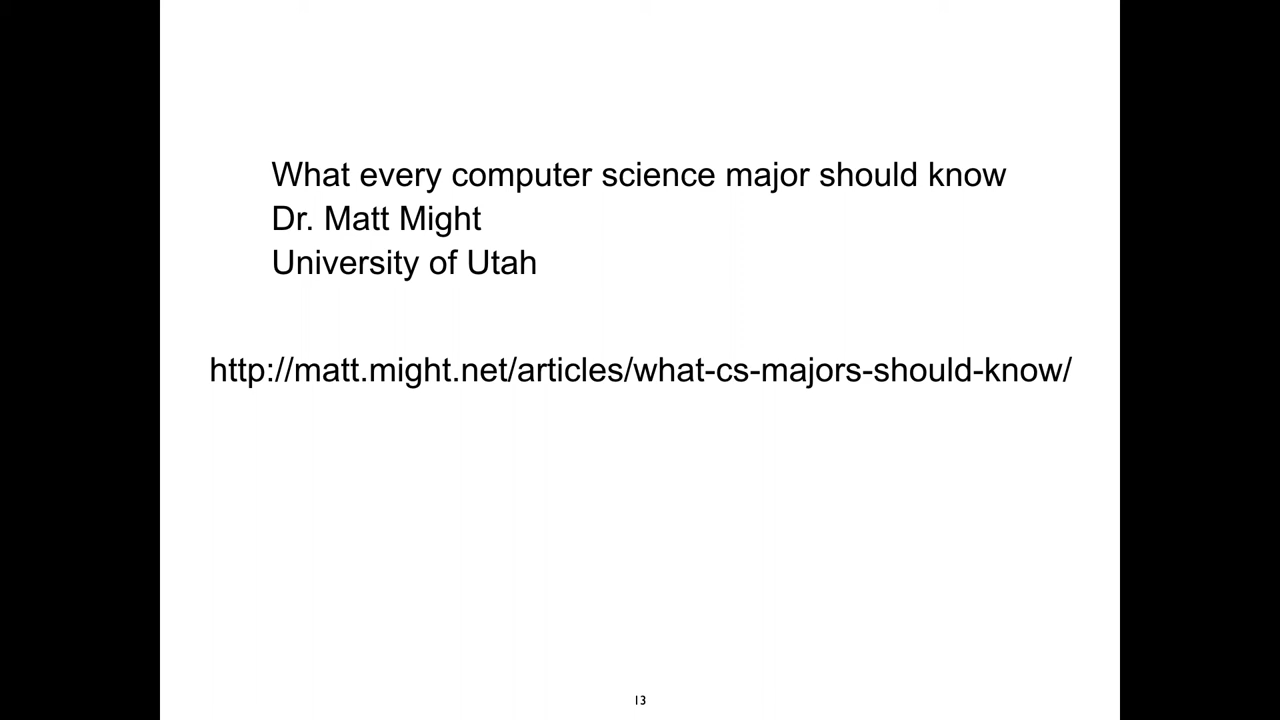 What every computer science major should know
Dr. Matt Might
University of Utah
http://matt.might.net/articles/what-cs-majors-should-know/
13